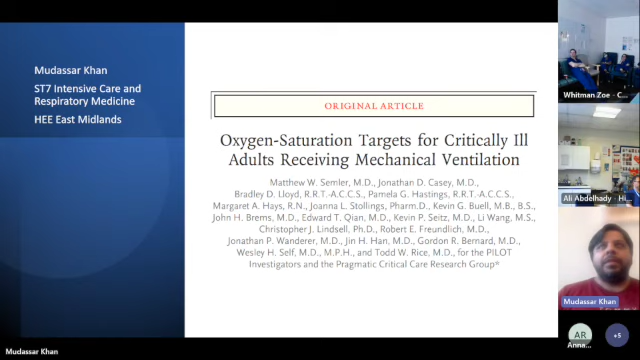 Mudassar Khan
ST7 Intensive Care and
Respiratory Medicine
HEE East Midlands
ORIGINAL ARTICLE
Oxygen-Saturation Targets for Critically Ill
Adults Receiving Mechanical Ventilation
Matthew W. Semler, M.D., Jonathan D. Casey, M.D.,
Bradley D. Lloyd, R.R.T.-A.C.C.S., Pamela G. Hastings, R.R.T.-A.C.C.S.,
Margaret A. Hays, R.N., Joanna L. Stollings, Pharm.D., Kevin G. Buell, M.B., B.S.,
John H. Brems, M.D., Edward T. Qian, M.D., Kevin P. Seitz, M.D., Li Wang, M.S.,
Christopher J. Lindsell, Ph.D., Robert E. Freundlich, M.D.,
Jonathan P. Wanderer, M.D., Jin H. Han, M.D., Gordon R. Bernard, M.D.,
Wesley H. Self, M.D., M.P.H., and Todd W. Rice, M.D., for the PILOT
Investigators and the Pragmatic Critical Care Research Group*
Whitman Zoe - C...
Ali Abdelhady - Hi...
Mudassar Khan
AR
Anna...
+5
Mudassar Khan